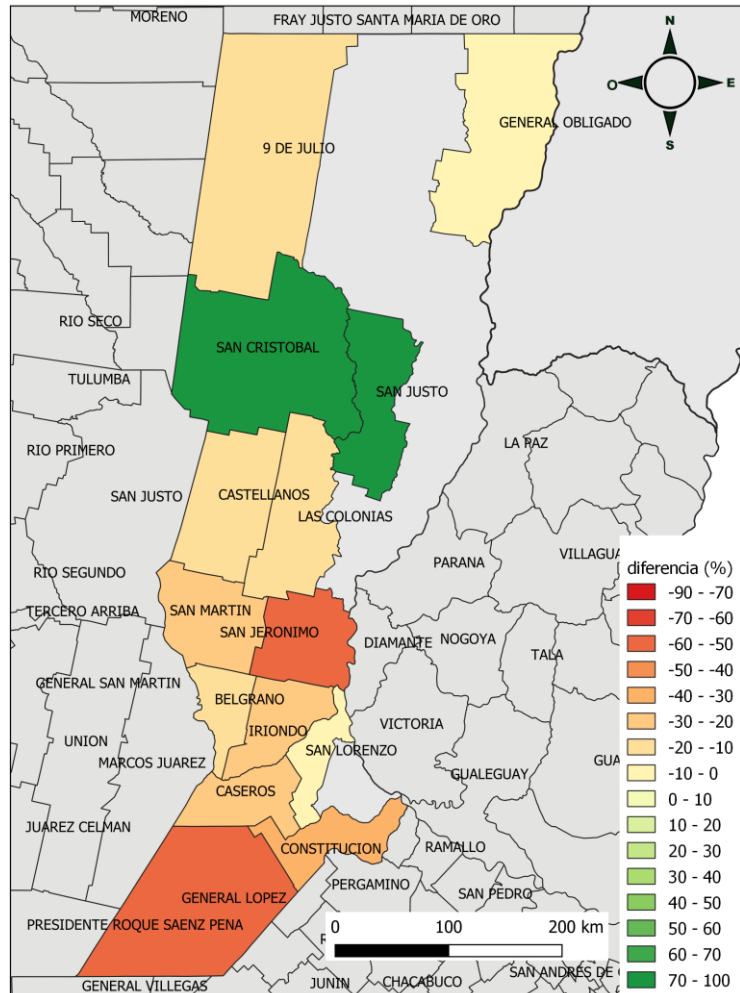 MORENO
FRAY JUSTO SANTA MARIA DE ORO
N
O
E
S
GENERAL OBLIGADO
9 DE JULIO
RIO SECO
SAN CRISTOBAL
TULUMBA
SAN JUSTO
LA PAZ
RIO PRIMERO
SAN JUSTO
CASTELLANOS
LAS COLONIAS
PARANA
VILLAGUA
RIO SEGUNDO
TERCERO ARRIBA
SAN MARTIN
SAN JERONIMO
DIAMANTE
NOGOYA
TALA
GENERAL SAN MARTIN
BELGRANO
IRIONDO
VICTORIA
UNION
MARCOS JUAREZ
SAN LORENZO
GUALEGUAY
GUA
CASEROS
JUAREZ CELMAN
CONSTITUCION
RAMALLO
PERGAMINO
SAN PEDRO
GENERAL LOPEZ
PRESIDENTE ROQUE SAENZ PENA
GENERAL VILLEGAS
JUNIN
CHACABUCO
SAN ANDRES DE
0
100
200 km
diferencia (%)
-90 - -70
-70 - -60
-60 - -50
-50 - -40
-40 - -30
-30 - -20
-20 - -10
-10 - 0
0 - 10
10 - 20
20 - 30
30 - 40
40 - 50
50 - 60
60 - 70
70 - 100